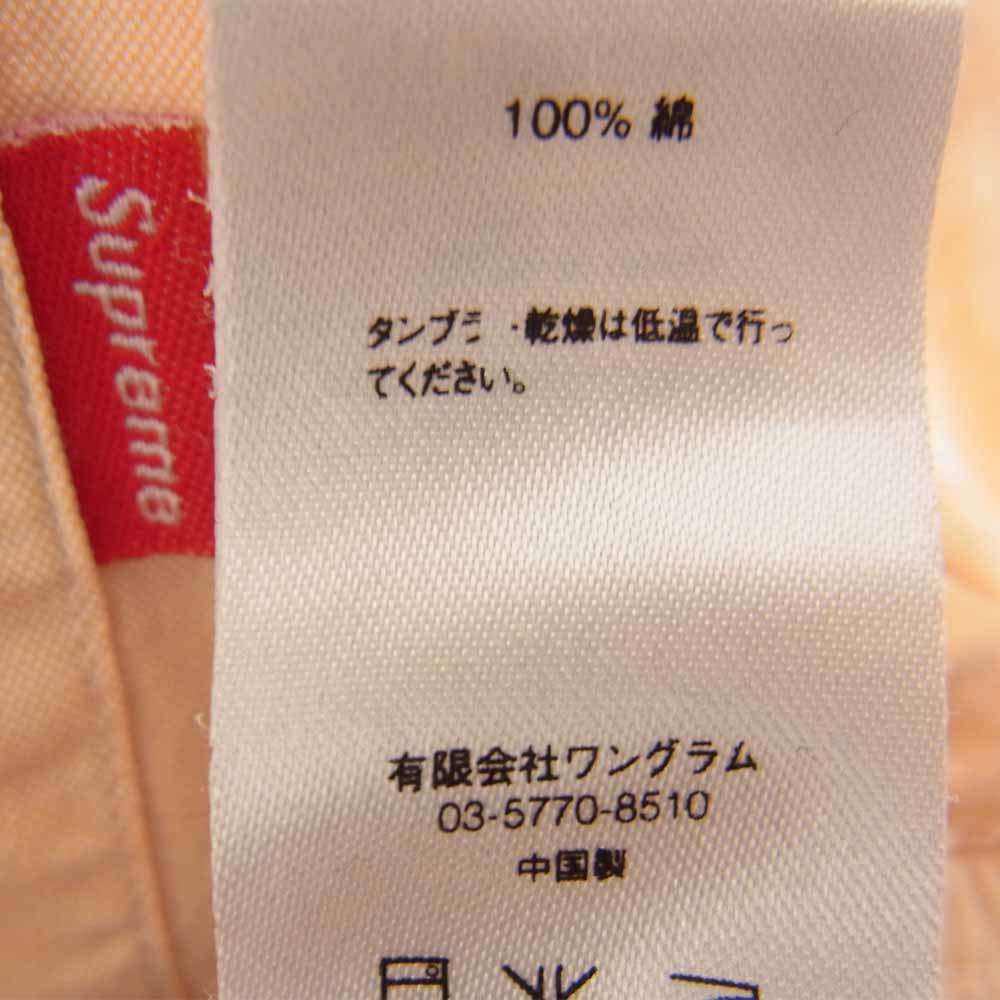 Supreme
100% 綿
タンブラー乾燥は低温で行っ
てください。
有限会社ワングラム
03-5770-8510
中国製